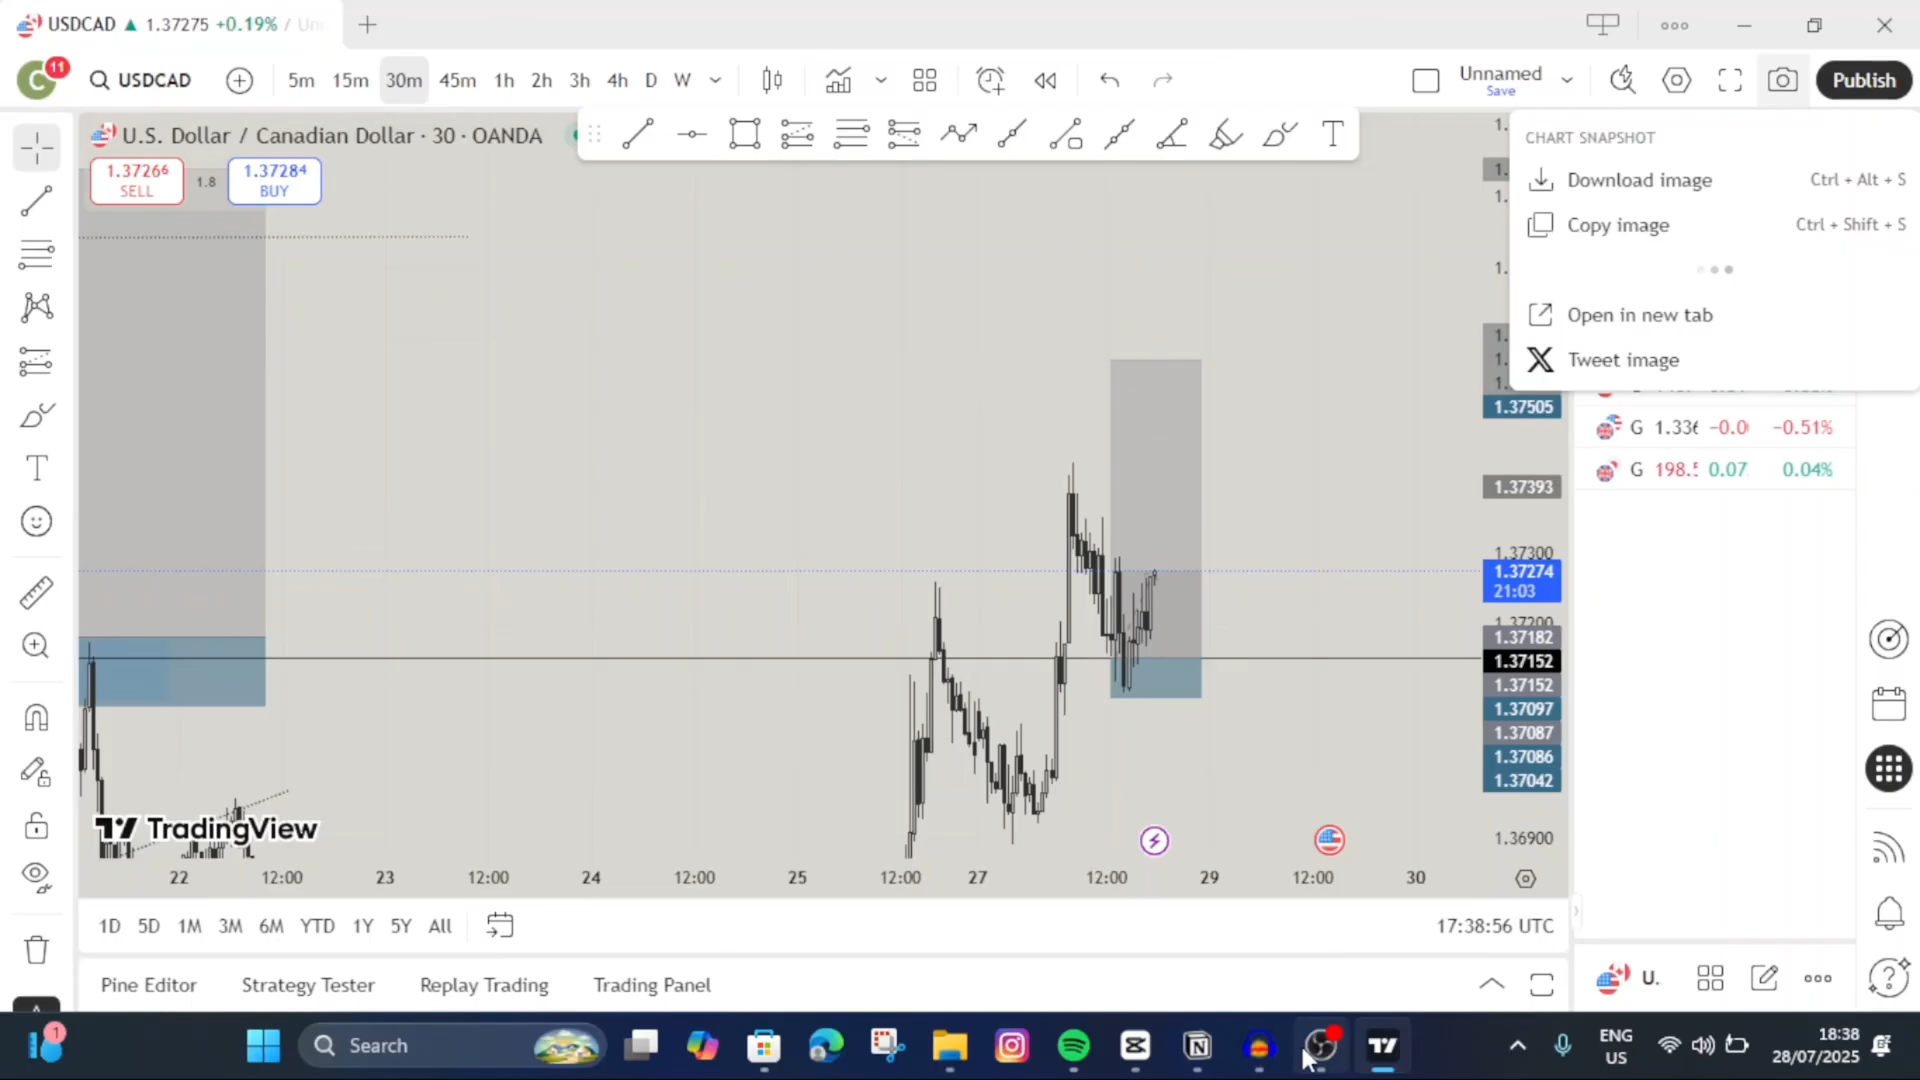 USDCAD ▲ 1.37275 +0.19% / Un
11
C
USDCAD
5m 15m 30m 45m 1h 2h 3h 4h D W
Unnamed
Save
Publish
U.S. Dollar / Canadian Dollar · 30 · OANDA
1.37266
SELL
1.8
1.37284
BUY
CHART SNAPSHOT
Download image Ctrl + Alt + S
Copy image Ctrl + Shift + S
Open in new tab
Tweet image
1.37505
G 1.336 −0.0 −0.51%
G 198.5 0.07 0.04%
1.37393
1.37300
1.37274
21:03
1.37200
1.37182
1.37152
1.37152
1.37097
1.37087
1.37086
1.37042
1.36900
TradingView
22 12:00 23 12:00 24 12:00 25 12:00 27 12:00 29 12:00 30
1D 5D 1M 3M 6M YTD 1Y 5Y All
17:38:56 UTC
Pine Editor Strategy Tester Replay Trading Trading Panel
U.
1
Search
ENG
US
18:38
28/07/2025